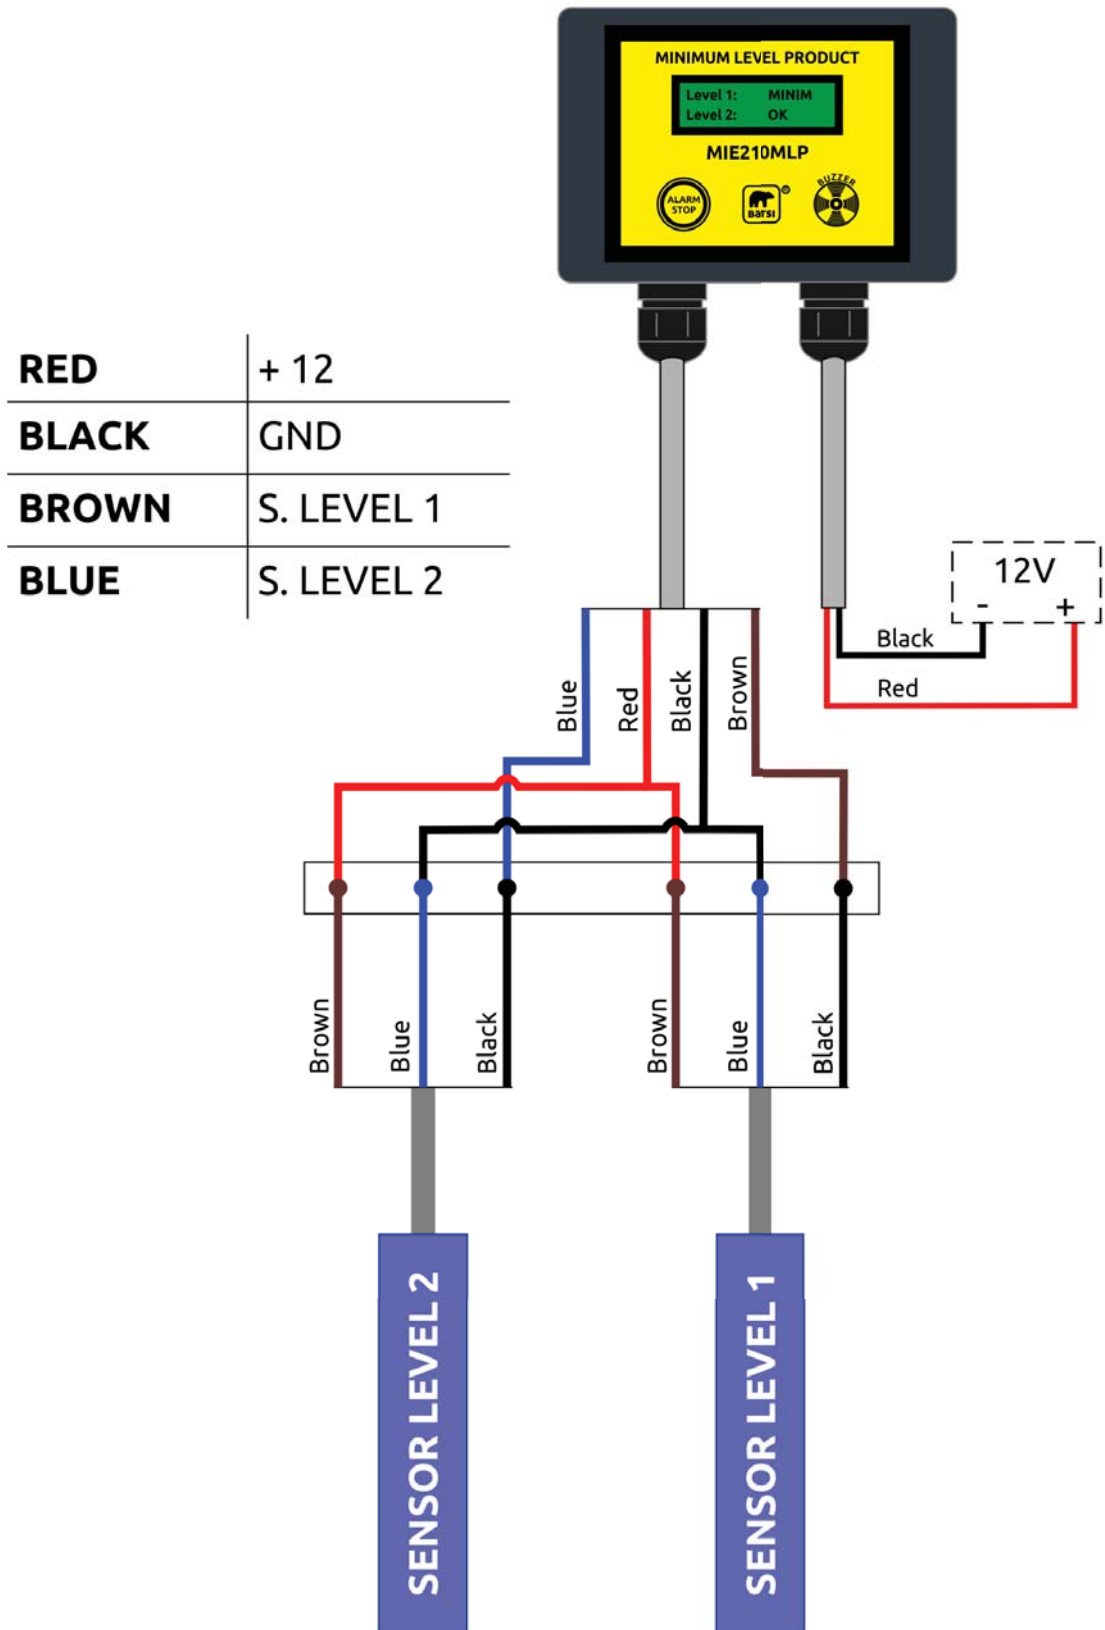 MINIMUM LEVEL PRODUCT
Level 1: MINIM
Level 2: OK
MIE210MLP
ALARM
STOP
BatSI
®
BUZZER
RED + 12
BLACK GND
BROWN S. LEVEL 1
BLUE S. LEVEL 2
12V
- +
Black
Red
Blue
Red
Black
Brown
Brown
Blue
Black
Brown
Blue
Black
SENSOR LEVEL 2
SENSOR LEVEL 1